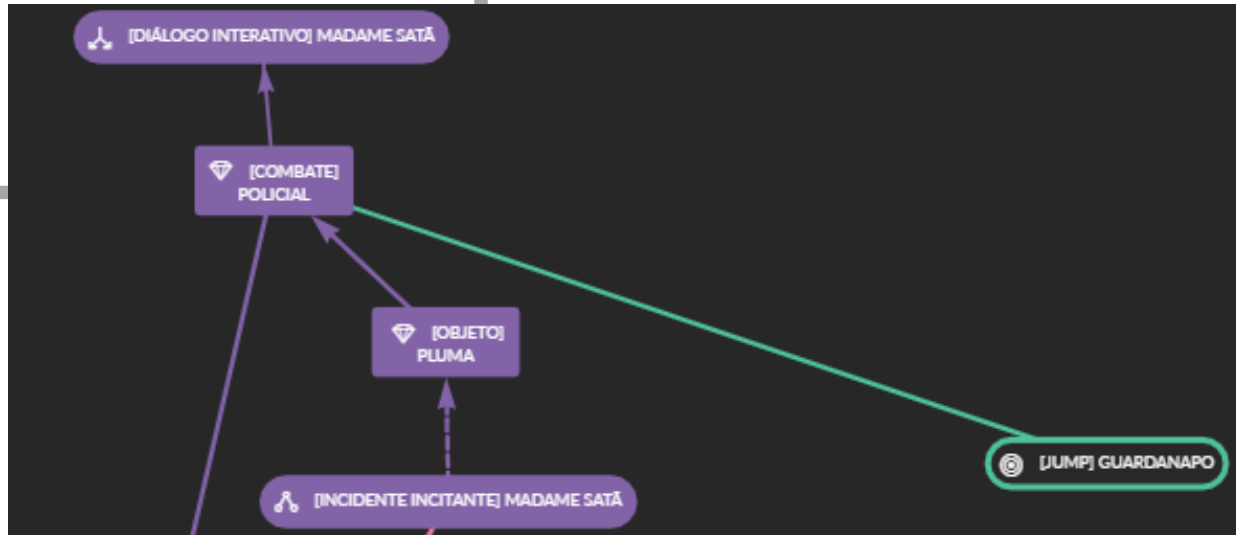 [DIÁLOGO INTERATIVO] MADAME SATÃ
[COMBATE]
POLICIAL
[OBJETO]
PLUMA
[JUMP] GUARDANAPO
[INCIDENTE INCITANTE] MADAME SATÃ